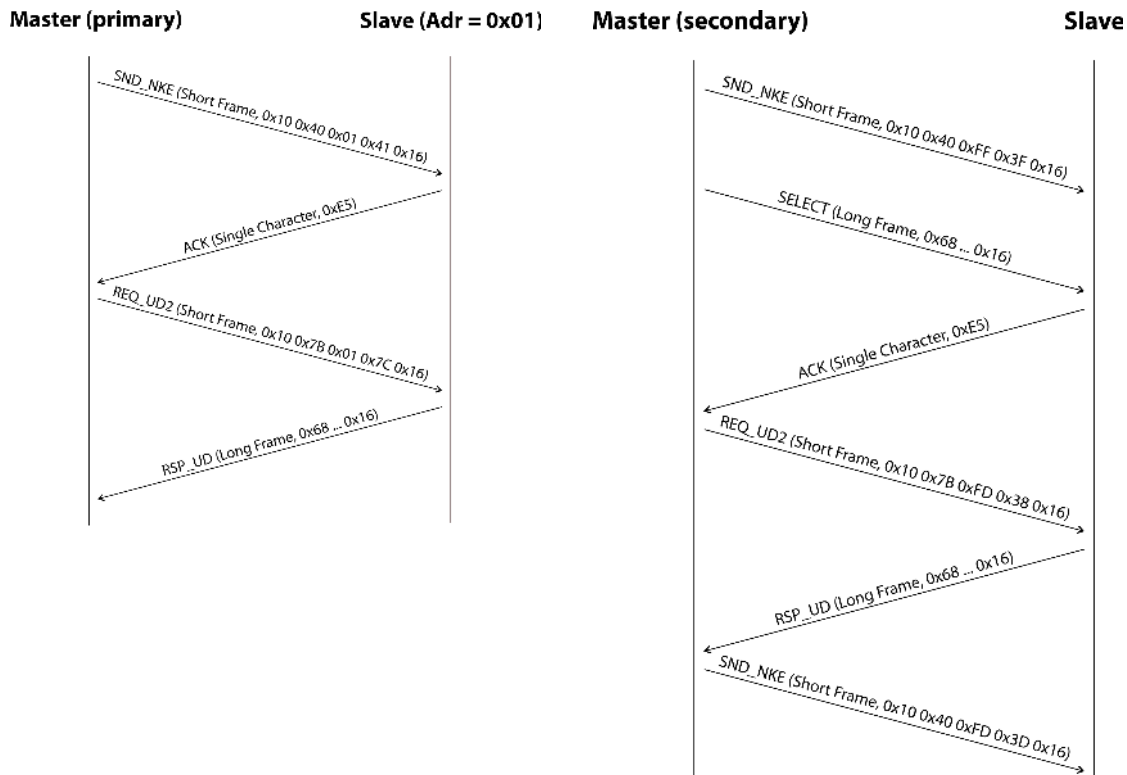 Master (primary)
Slave (Adr = 0x01)
SND_NKE (Short Frame, 0x10 0x40 0x01 0x41 0x16)
ACK (Single Character, 0xE5)
REQ_UD2 (Short Frame, 0x10 0x7B 0x01 0x7C 0x16)
RSP_UD (Long Frame, 0x68 ... 0x16)
Master (secondary)
Slave
SND_NKE (Short Frame, 0x10 0x40 0xFF 0x3F 0x16)
SELECT (Long Frame, 0x68 ... 0x16)
ACK (Single Character, 0xE5)
REQ_UD2 (Short Frame, 0x10 0x7B 0xFD 0x38 0x16)
RSP_UD (Long Frame, 0x68 ... 0x16)
SND_NKE (Short Frame, 0x10 0x40 0xFD 0x3D 0x16)